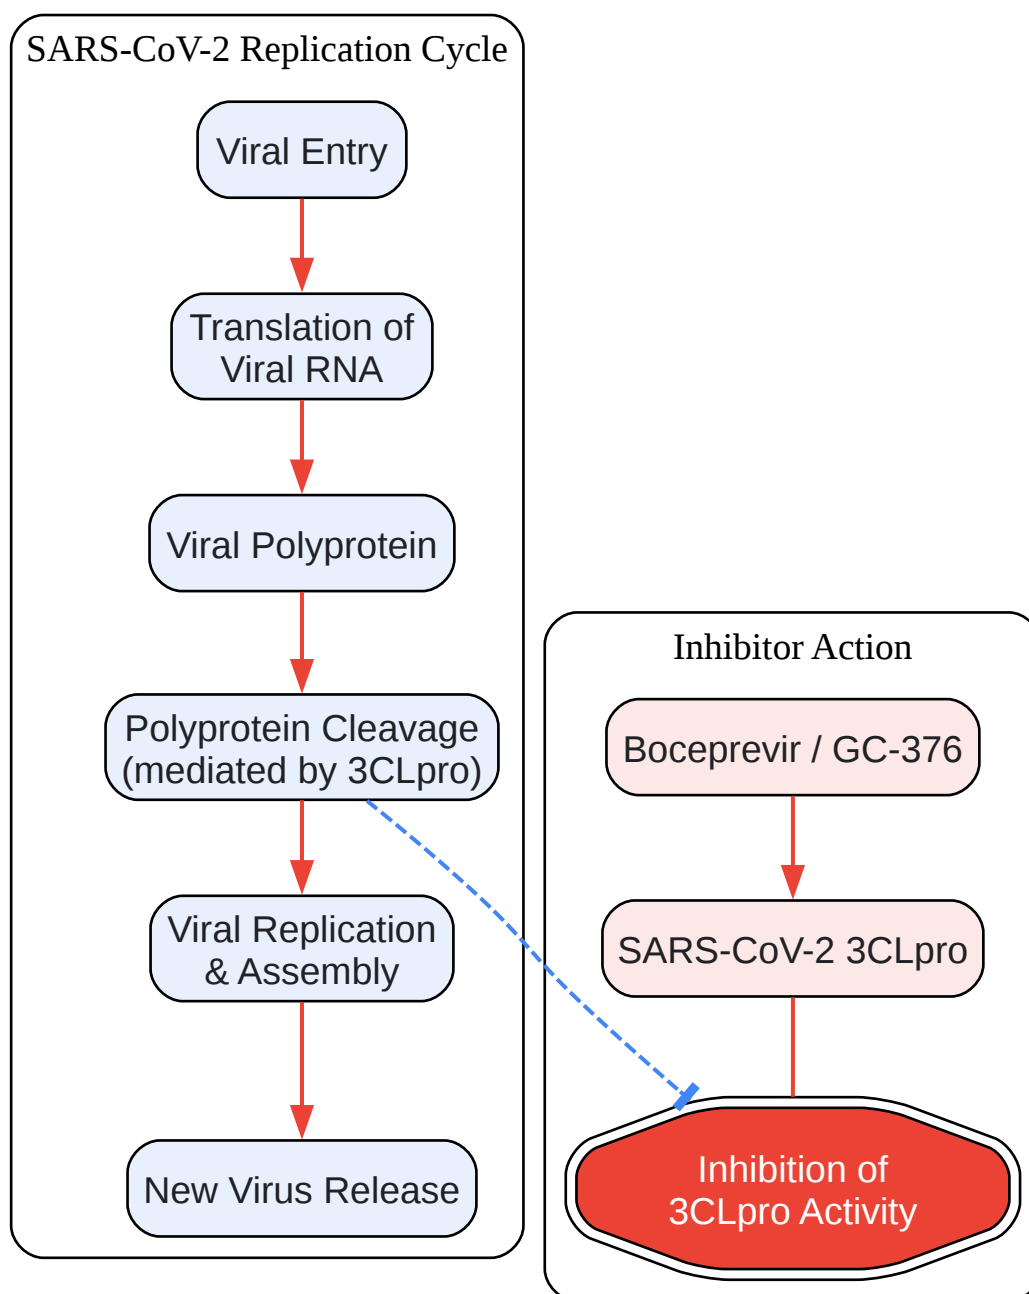 SARS-CoV-2 Replication Cycle
Viral Entry
Translation of
Viral RNA
Viral Polyprotein
Polyprotein Cleavage
(mediated by 3CLpro)
Viral Replication
& Assembly
New Virus Release
Inhibitor Action
Boceprevir / GC-376
SARS-CoV-2 3CLpro
Inhibition of
3CLpro Activity